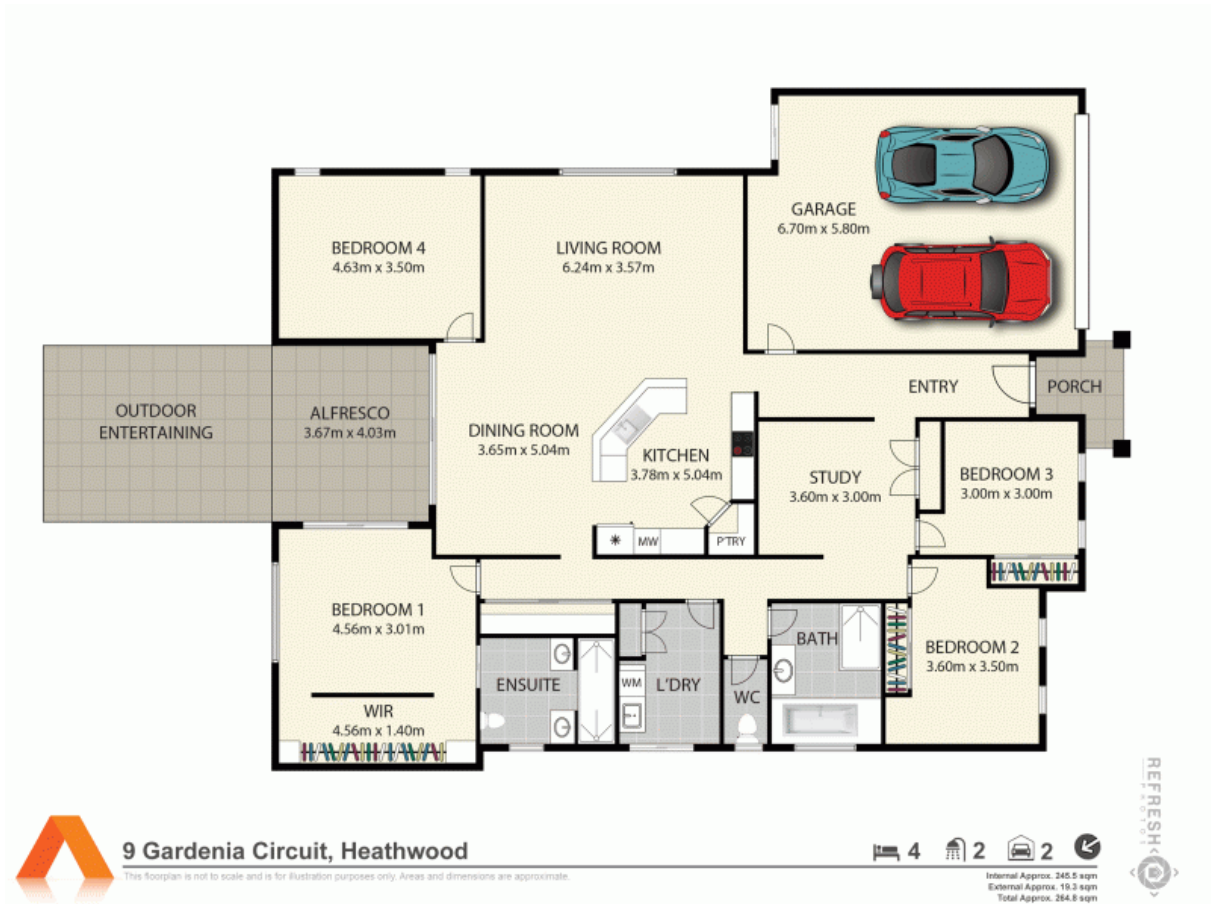 GARAGE
6.70m x 5.80m
BEDROOM 4
4.63m x 3.50m
LIVING ROOM
6.24m x 3.57m
ENTRY
PORCH
OUTDOOR
ENTERTAINING
ALFRESCO
3.67m x 4.03m
DINING ROOM
3.65m x 5.04m
KITCHEN
3.78m x 5.04m
STUDY
3.60m x 3.00m
BEDROOM 3
3.00m x 3.00m
MW
P'TRY
BEDROOM 1
4.56m x 3.01m
BATH
BEDROOM 2
3.60m x 3.50m
ENSUITE
WM
L'DRY
WC
WIR
4.56m x 1.40m
REFRESH
PHOTOS
9 Gardenia Circuit, Heathwood
4
2
2
This floorplan is not to scale and is for illustration purposes only. Areas and dimensions are approximate.
Internal Approx. 245.5 sqm
External Approx. 19.3 sqm
Total Approx. 264.8 sqm